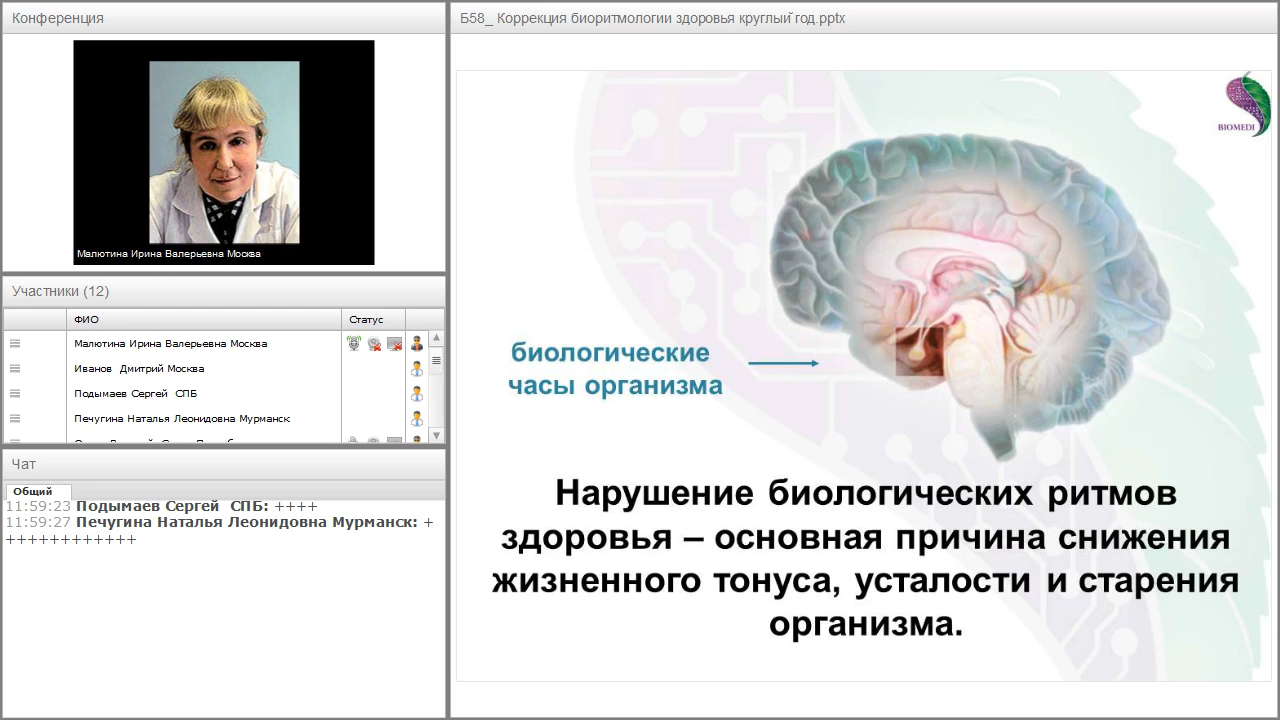 Конференция
Малютина Ирина Валерьевна Москва
Участники (12)
ФИО
Статус
Малютина Ирина Валерьевна Москва
Иванов Дмитрий Москва
Подымаев Сергей СПБ
Печугина Наталья Леонидовна Мурманск
Чат
Общий
11:59:23 Подымаев Сергей СПБ: ++++
11:59:27 Печугина Наталья Леонидовна Мурманск: +
++++++++++++
Б58_ Коррекция биоритмологии здоровья круглый год.pptx
BIOMEDI
биологические
часы организма
Нарушение биологических ритмов
здоровья – основная причина снижения
жизненного тонуса, усталости и старения
организма.